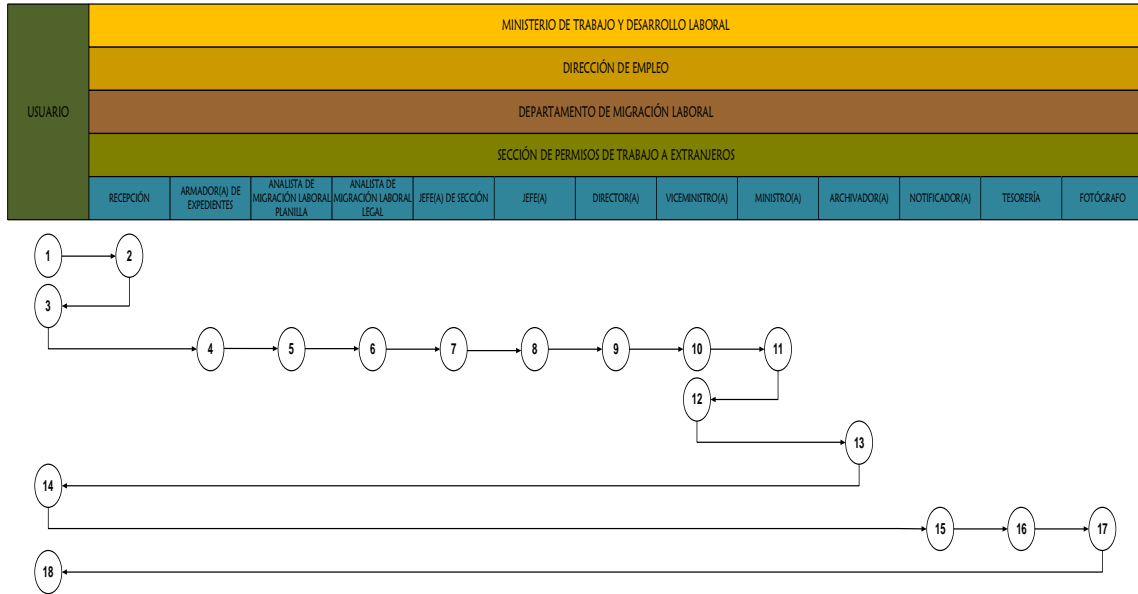 MINISTERIO DE TRABAJO Y DESARROLLO LABORAL
DIRECCIÓN DE EMPLEO
USUARIO
DEPARTAMENTO DE MIGRACIÓN LABORAL
SECCIÓN DE PERMISOS DE TRABAJO A EXTRANJEROS
RECEPCIÓN
ARMADOR(A) DE
EXPEDIENTES
ANALISTA DE
MIGRACIÓN LABORAL
PLANILLA
ANALISTA DE
MIGRACIÓN LABORAL
LEGAL
JEFE(A) DE SECCIÓN
JEFE(A)
DIRECTOR(A)
VICEMINISTRO(A)
MINISTRO(A)
ARCHIVADOR(A)
NOTIFICADOR(A)
TESORERÍA
FOTÓGRAFO
1
2
3
4
5
6
7
8
9
10
11
12
13
14
15
16
17
18